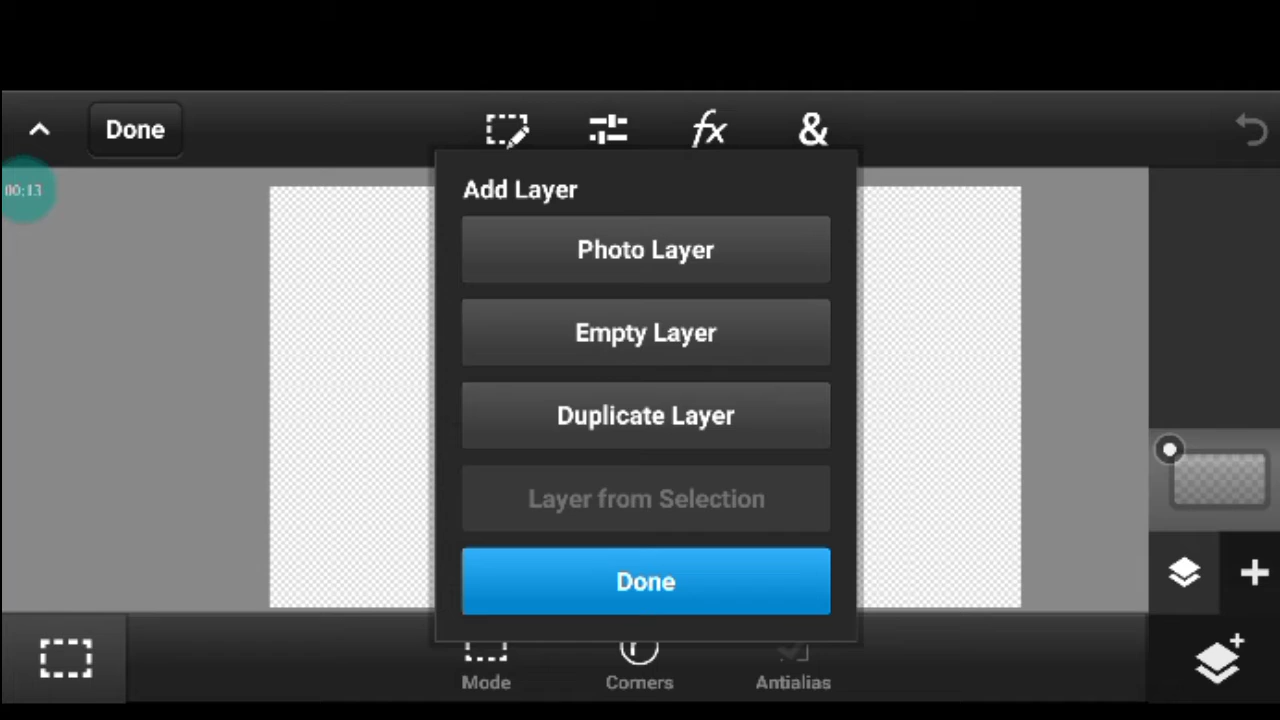 Done
fx
&
00:13
Add Layer
Photo Layer
Empty Layer
Duplicate Layer
Layer from Selection
Done
Mode
Corners
Antialias